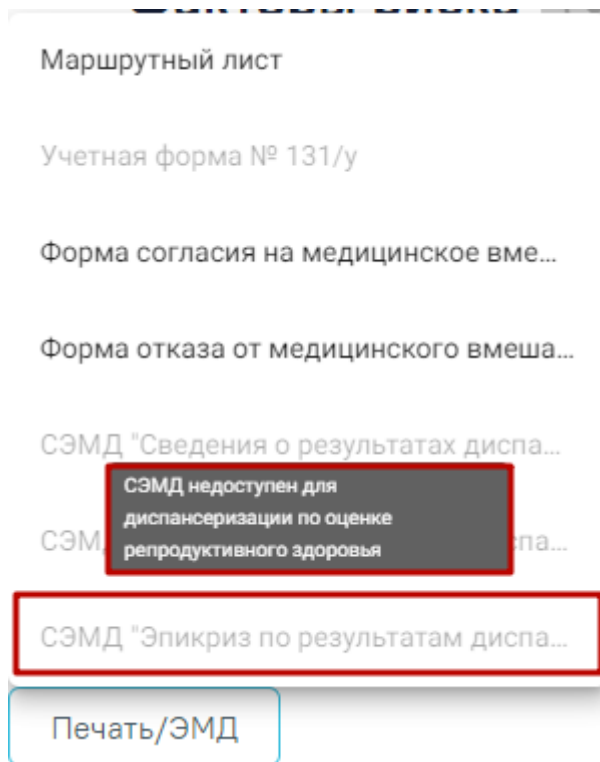 Маршрутный лист
Учетная форма № 131/у
Форма согласия на медицинское вме...
Форма отказа от медицинского вмеша...
СЭМД "Сведения о результатах диспа...
СЭМД недоступен для
диспансеризации по оценке
репродуктивного здоровья
СЭМД "Эпикриз по результатам диспа...
Печать/ЭМД